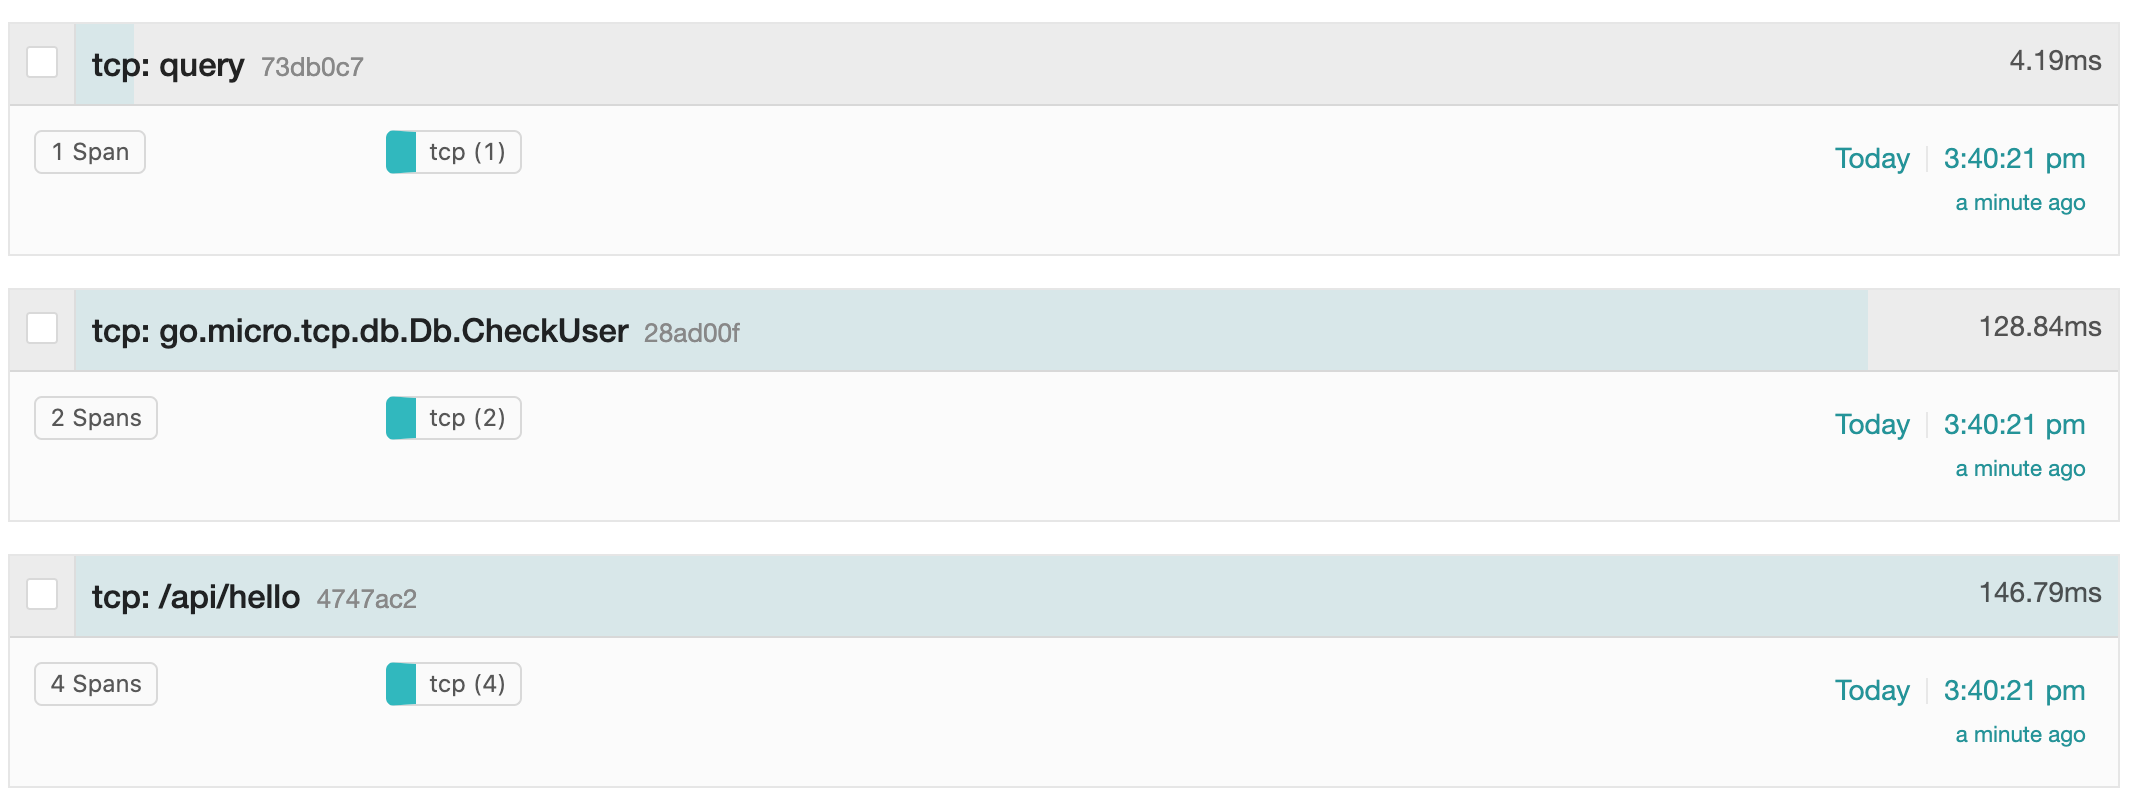 tcp: query 73db0c7 4.19ms
1 Span tcp (1) Today 3:40:21 pm
a minute ago
tcp: go.micro.tcp.db.Db.CheckUser 28ad00f 128.84ms
2 Spans tcp (2) Today 3:40:21 pm
a minute ago
tcp: /api/hello 4747ac2 146.79ms
4 Spans tcp (4) Today 3:40:21 pm
a minute ago